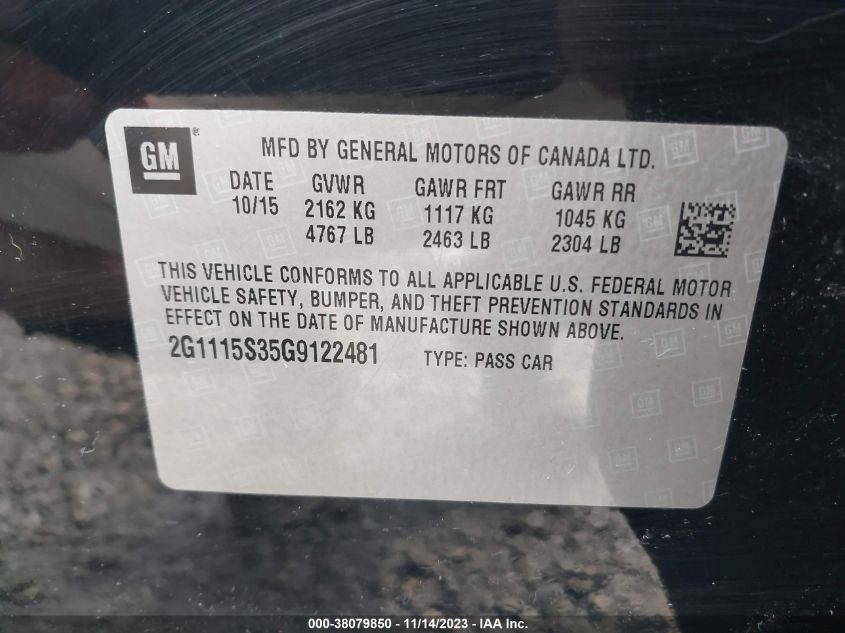 GM
®
MFD BY GENERAL MOTORS OF CANADA LTD.
DATE GVWR GAWR FRT GAWR RR
10/15 2162 KG 1117 KG 1045 KG
4767 LB 2463 LB 2304 LB
THIS VEHICLE CONFORMS TO ALL APPLICABLE U.S. FEDERAL MOTOR
VEHICLE SAFETY, BUMPER, AND THEFT PREVENTION STANDARDS IN
EFFECT ON THE DATE OF MANUFACTURE SHOWN ABOVE.
2G1115S35G9122481 TYPE: PASS CAR
000-38079850 - 11/14/2023 - IAA Inc.